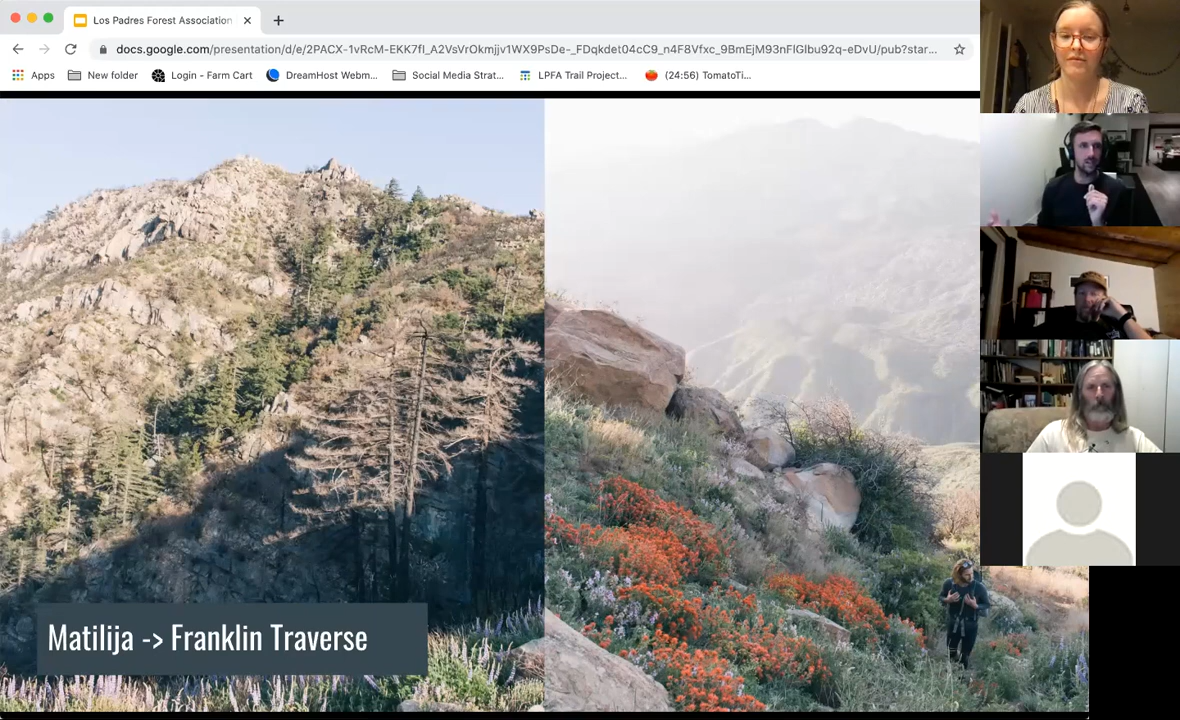 Los Padres Forest Association
docs.google.com/presentation/d/e/2PACX-1vRcM-EKK7fI_A2VsVrOkmjjv1WX9PsDe-_FDqkdet04cC9_n4F8Vfxc_9BmEjM93nFIGlbu92q-eDvU/pub?star...
Apps New folder Login - Farm Cart DreamHost Webm... Social Media Strat... LPFA Trail Project... (24:56) TomatoTi...
Matilija -> Franklin Traverse